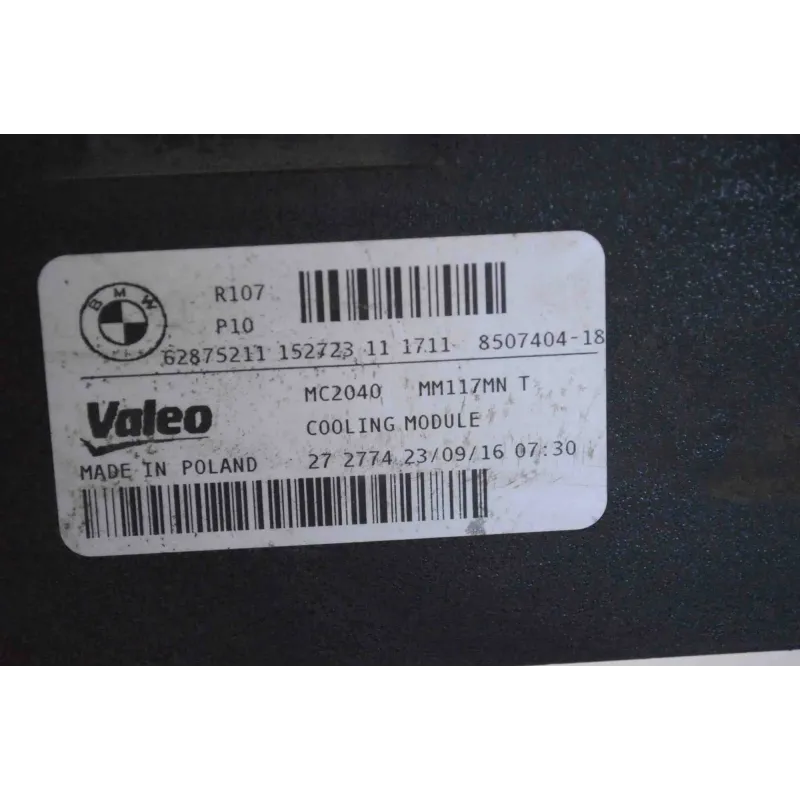 BMW
R107
P10
62875211 152723 11 1711 8507404-18
MC2040 MM117MN T
Valeo
COOLING MODULE
MADE IN POLAND 27 2774 23/09/16 07:30